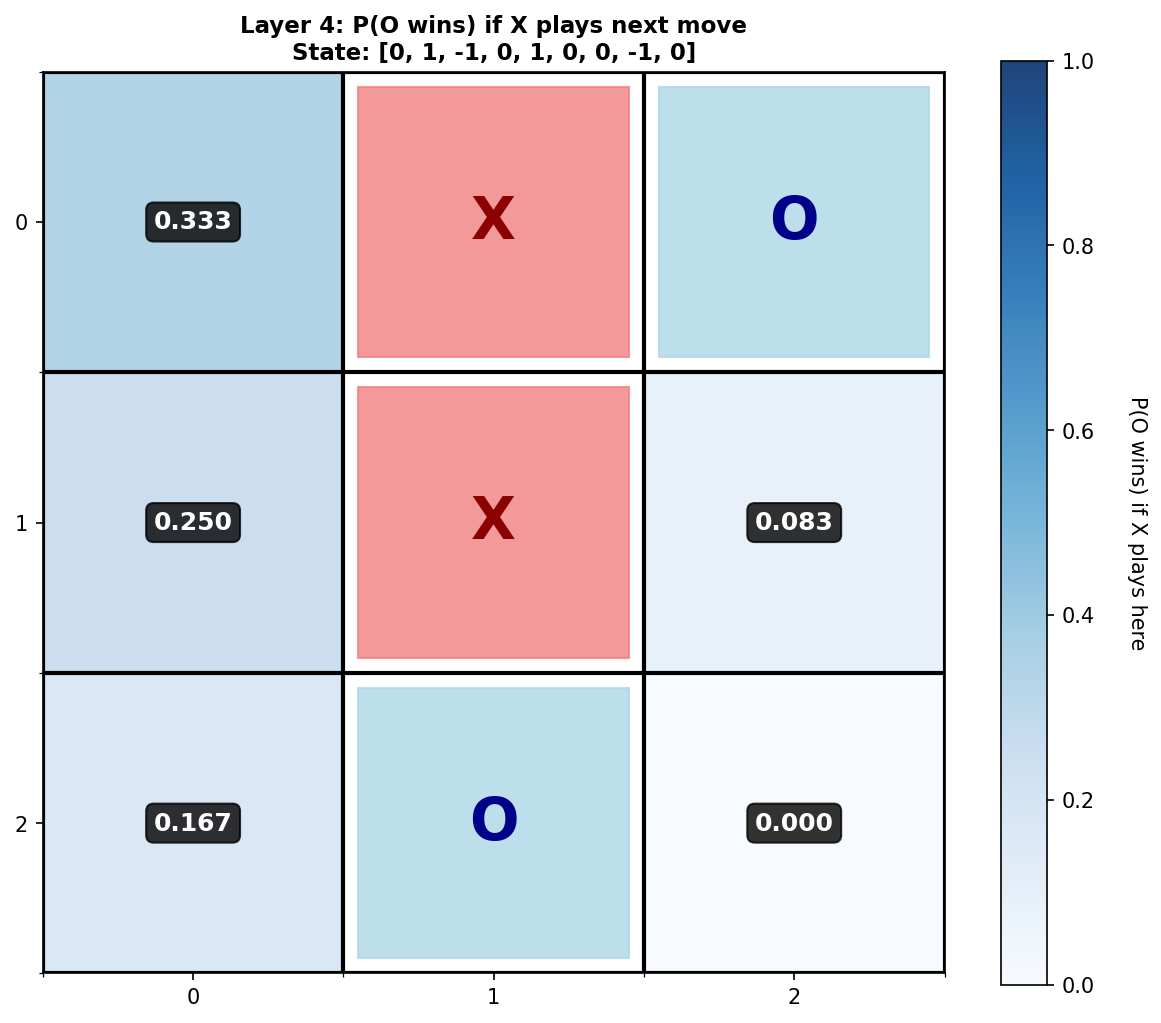 Layer 4: P(O wins) if X plays next move
State: [0, 1, -1, 0, 1, 0, 0, -1, 0]
0
0.333
X
O
1
0.250
X
0.083
2
0.167
O
0.000
0
1
2
1.0
0.8
0.6
0.4
0.2
0.0
P(O wins) if X plays here